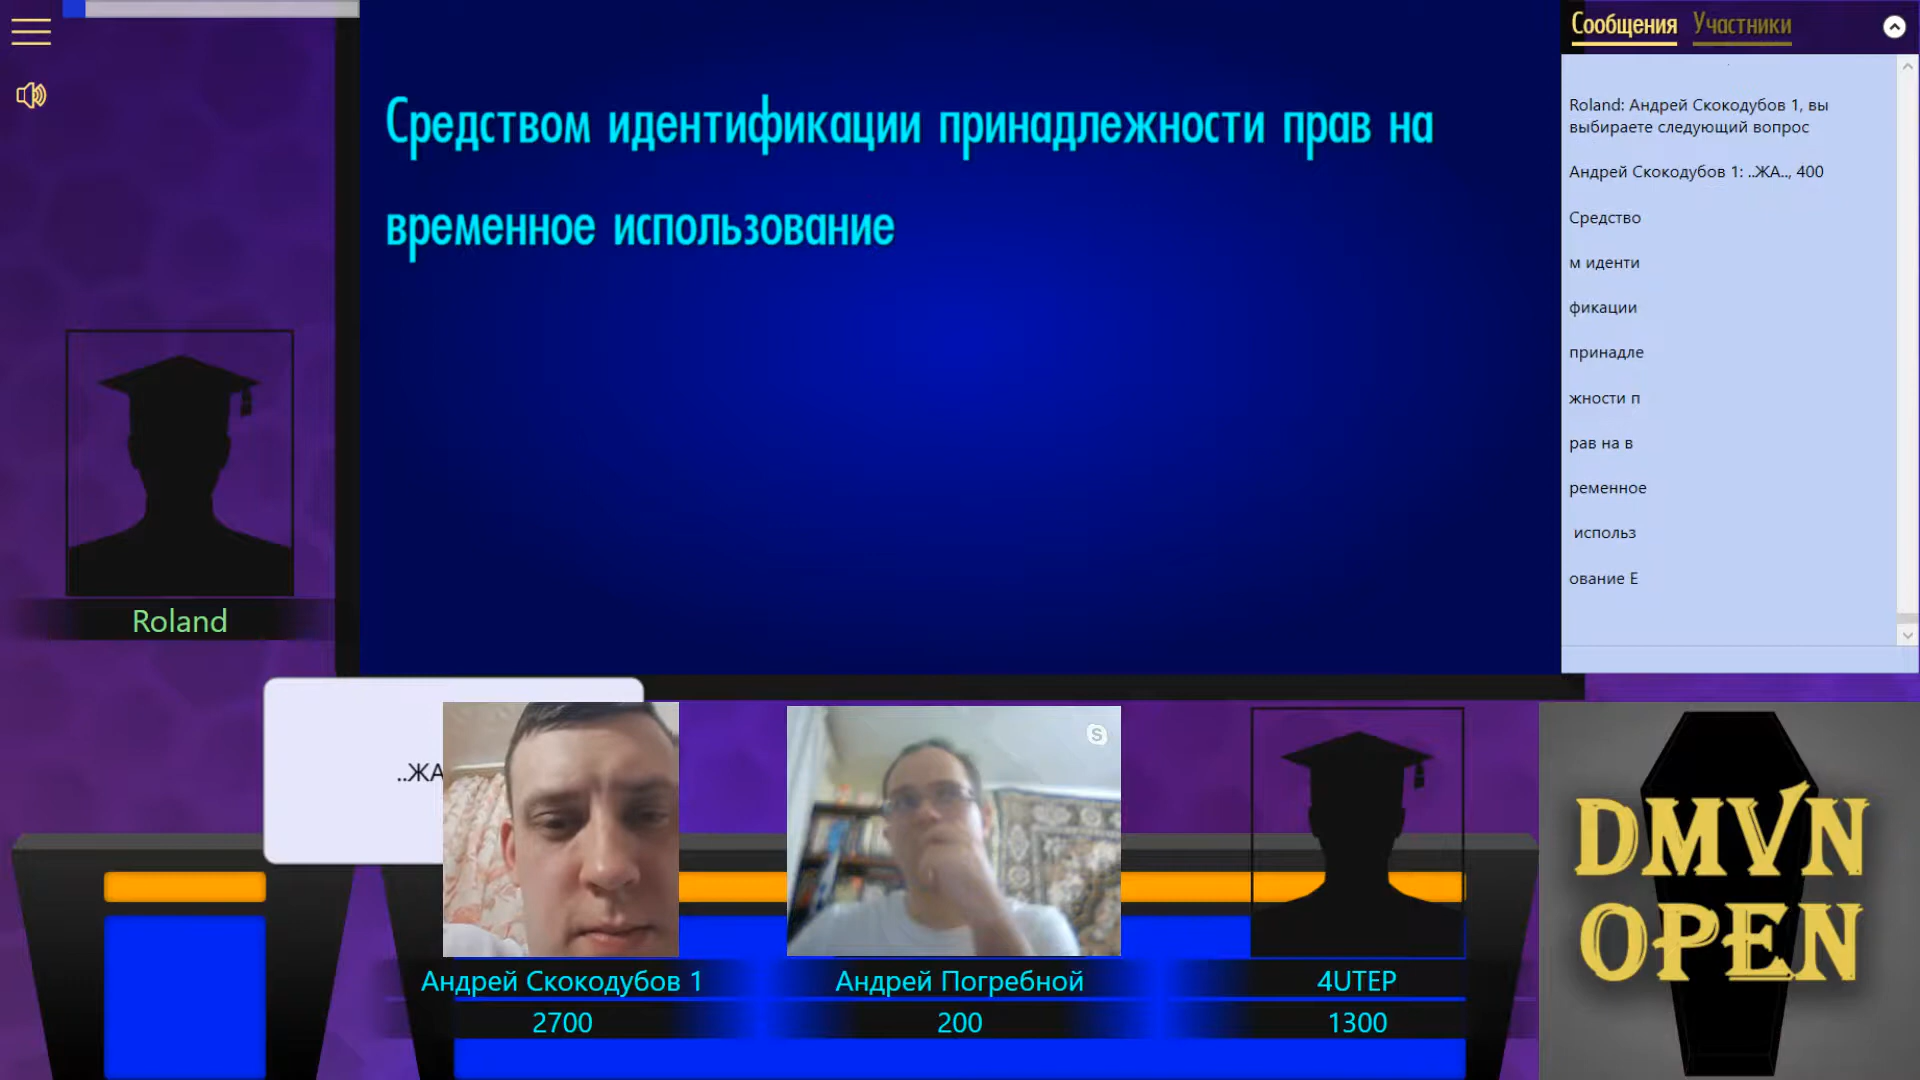 Сообщения Участники
Средством идентификации принадлежности прав на
временное использование
Roland: Андрей Скокодубов 1, вы
выбираете следующий вопрос
Андрей Скокодубов 1: ..ЖА.., 400
Средство
м иденти
фикации
принадле
жности п
рав на в
ременное
использ
ование Е
Roland
..ЖА
S
DMVN
OPEN
Андрей Скокодубов 1
Андрей Погребной
4UTEP
2700
200
1300